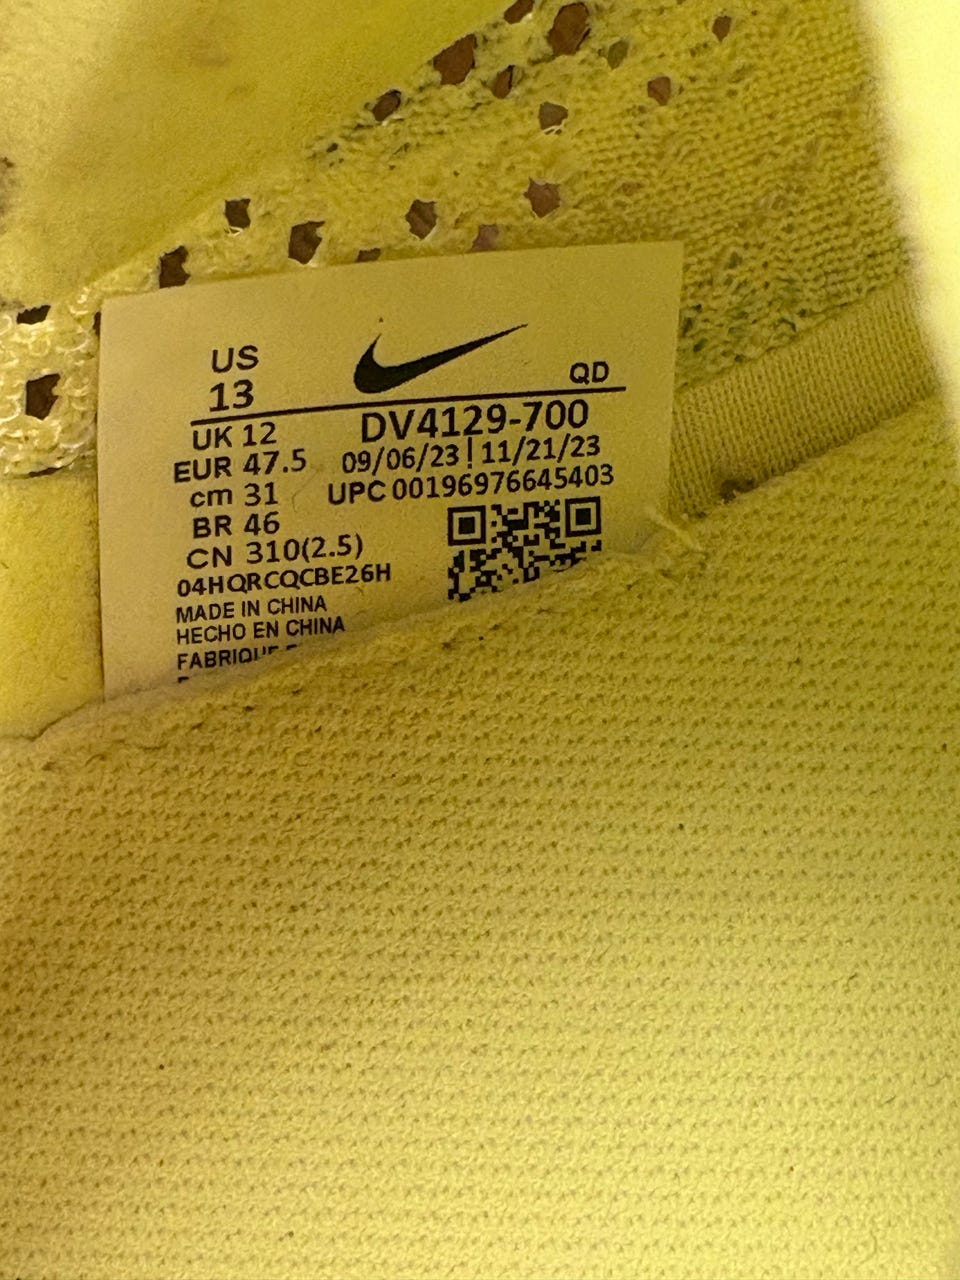 US
13
QD
UK 12
EUR 47.5
cm 31
BR 46
CN 310(2.5)
04HQRCQCBE26H
MADE IN CHINA
HECHO EN CHINA
FABRIQUE
DV4129-700
09/06/23 | 11/21/23
UPC 00196976645403